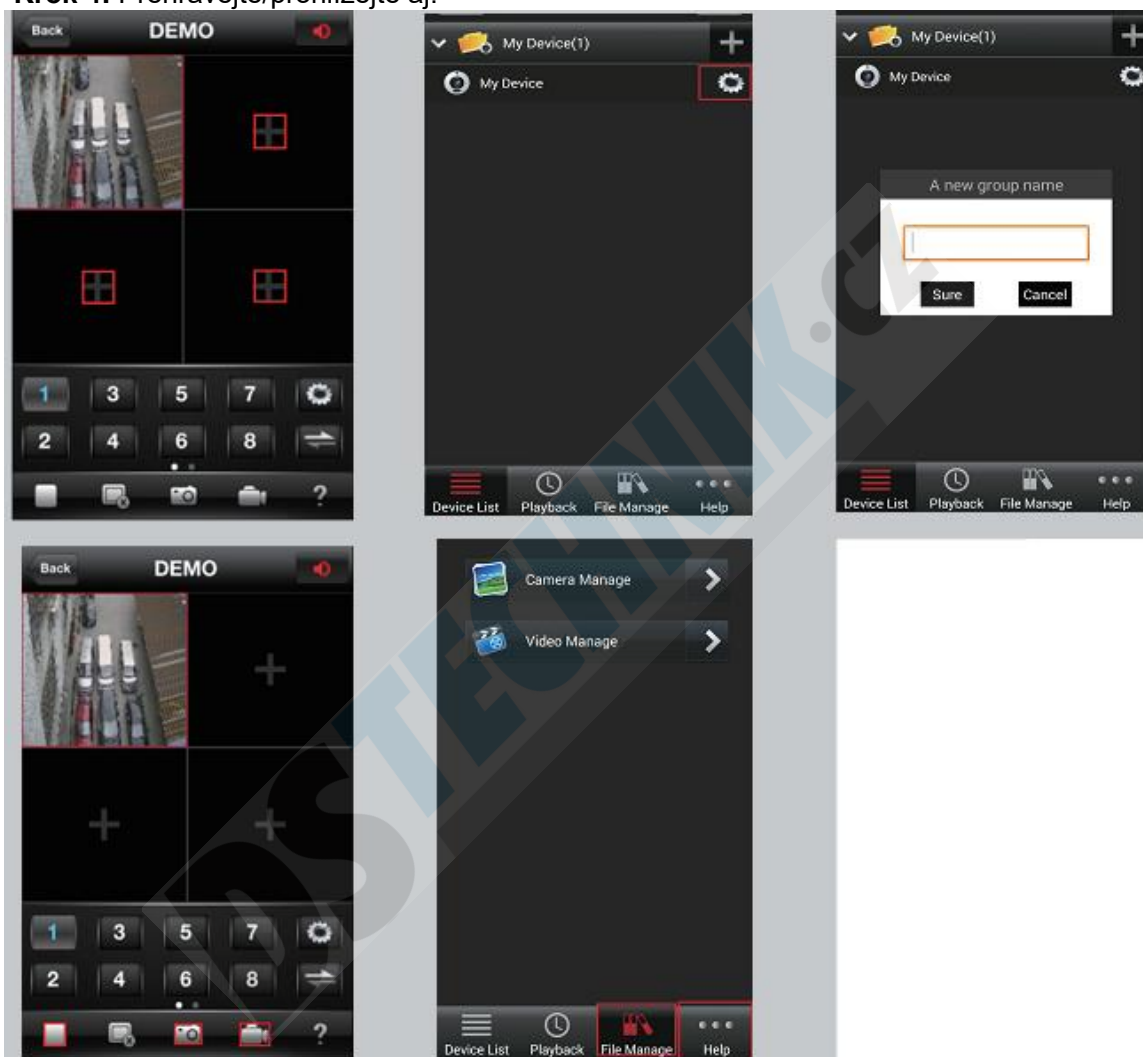 Krok 4: Přehrávejte/prohlížejte aj.
Back DEMO
1 3 5 7
2 4 6 8
?
My Device(1)
My Device
Device List Playback File Manage Help
My Device(1)
My Device
A new group name
Sure Cancel
Device List Playback File Manage Help
Back DEMO
1 3 5 7
2 4 6 8
?
Camera Manage
Video Manage
Device List Playback File Manage Help
DSTECHNIK.CZ